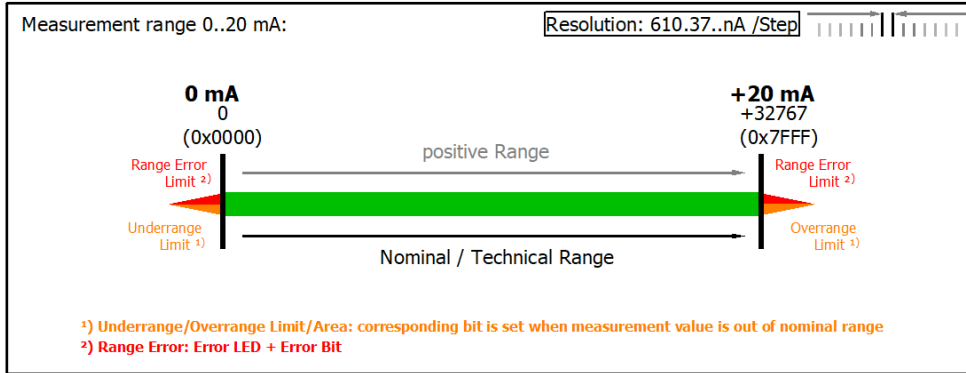 Measurement range 0..20 mA:
Resolution: 610.37..nA /Step
0 mA
0
(0x0000)
+20 mA
+32767
(0x7FFF)
positive Range
Range Error
Limit ²)
Range Error
Limit ²)
Underrange
Limit ¹)
Overrange
Limit ¹)
Nominal / Technical Range
¹) Underrange/Overrange Limit/Area: corresponding bit is set when measurement value is out of nominal range
²) Range Error: Error LED + Error Bit